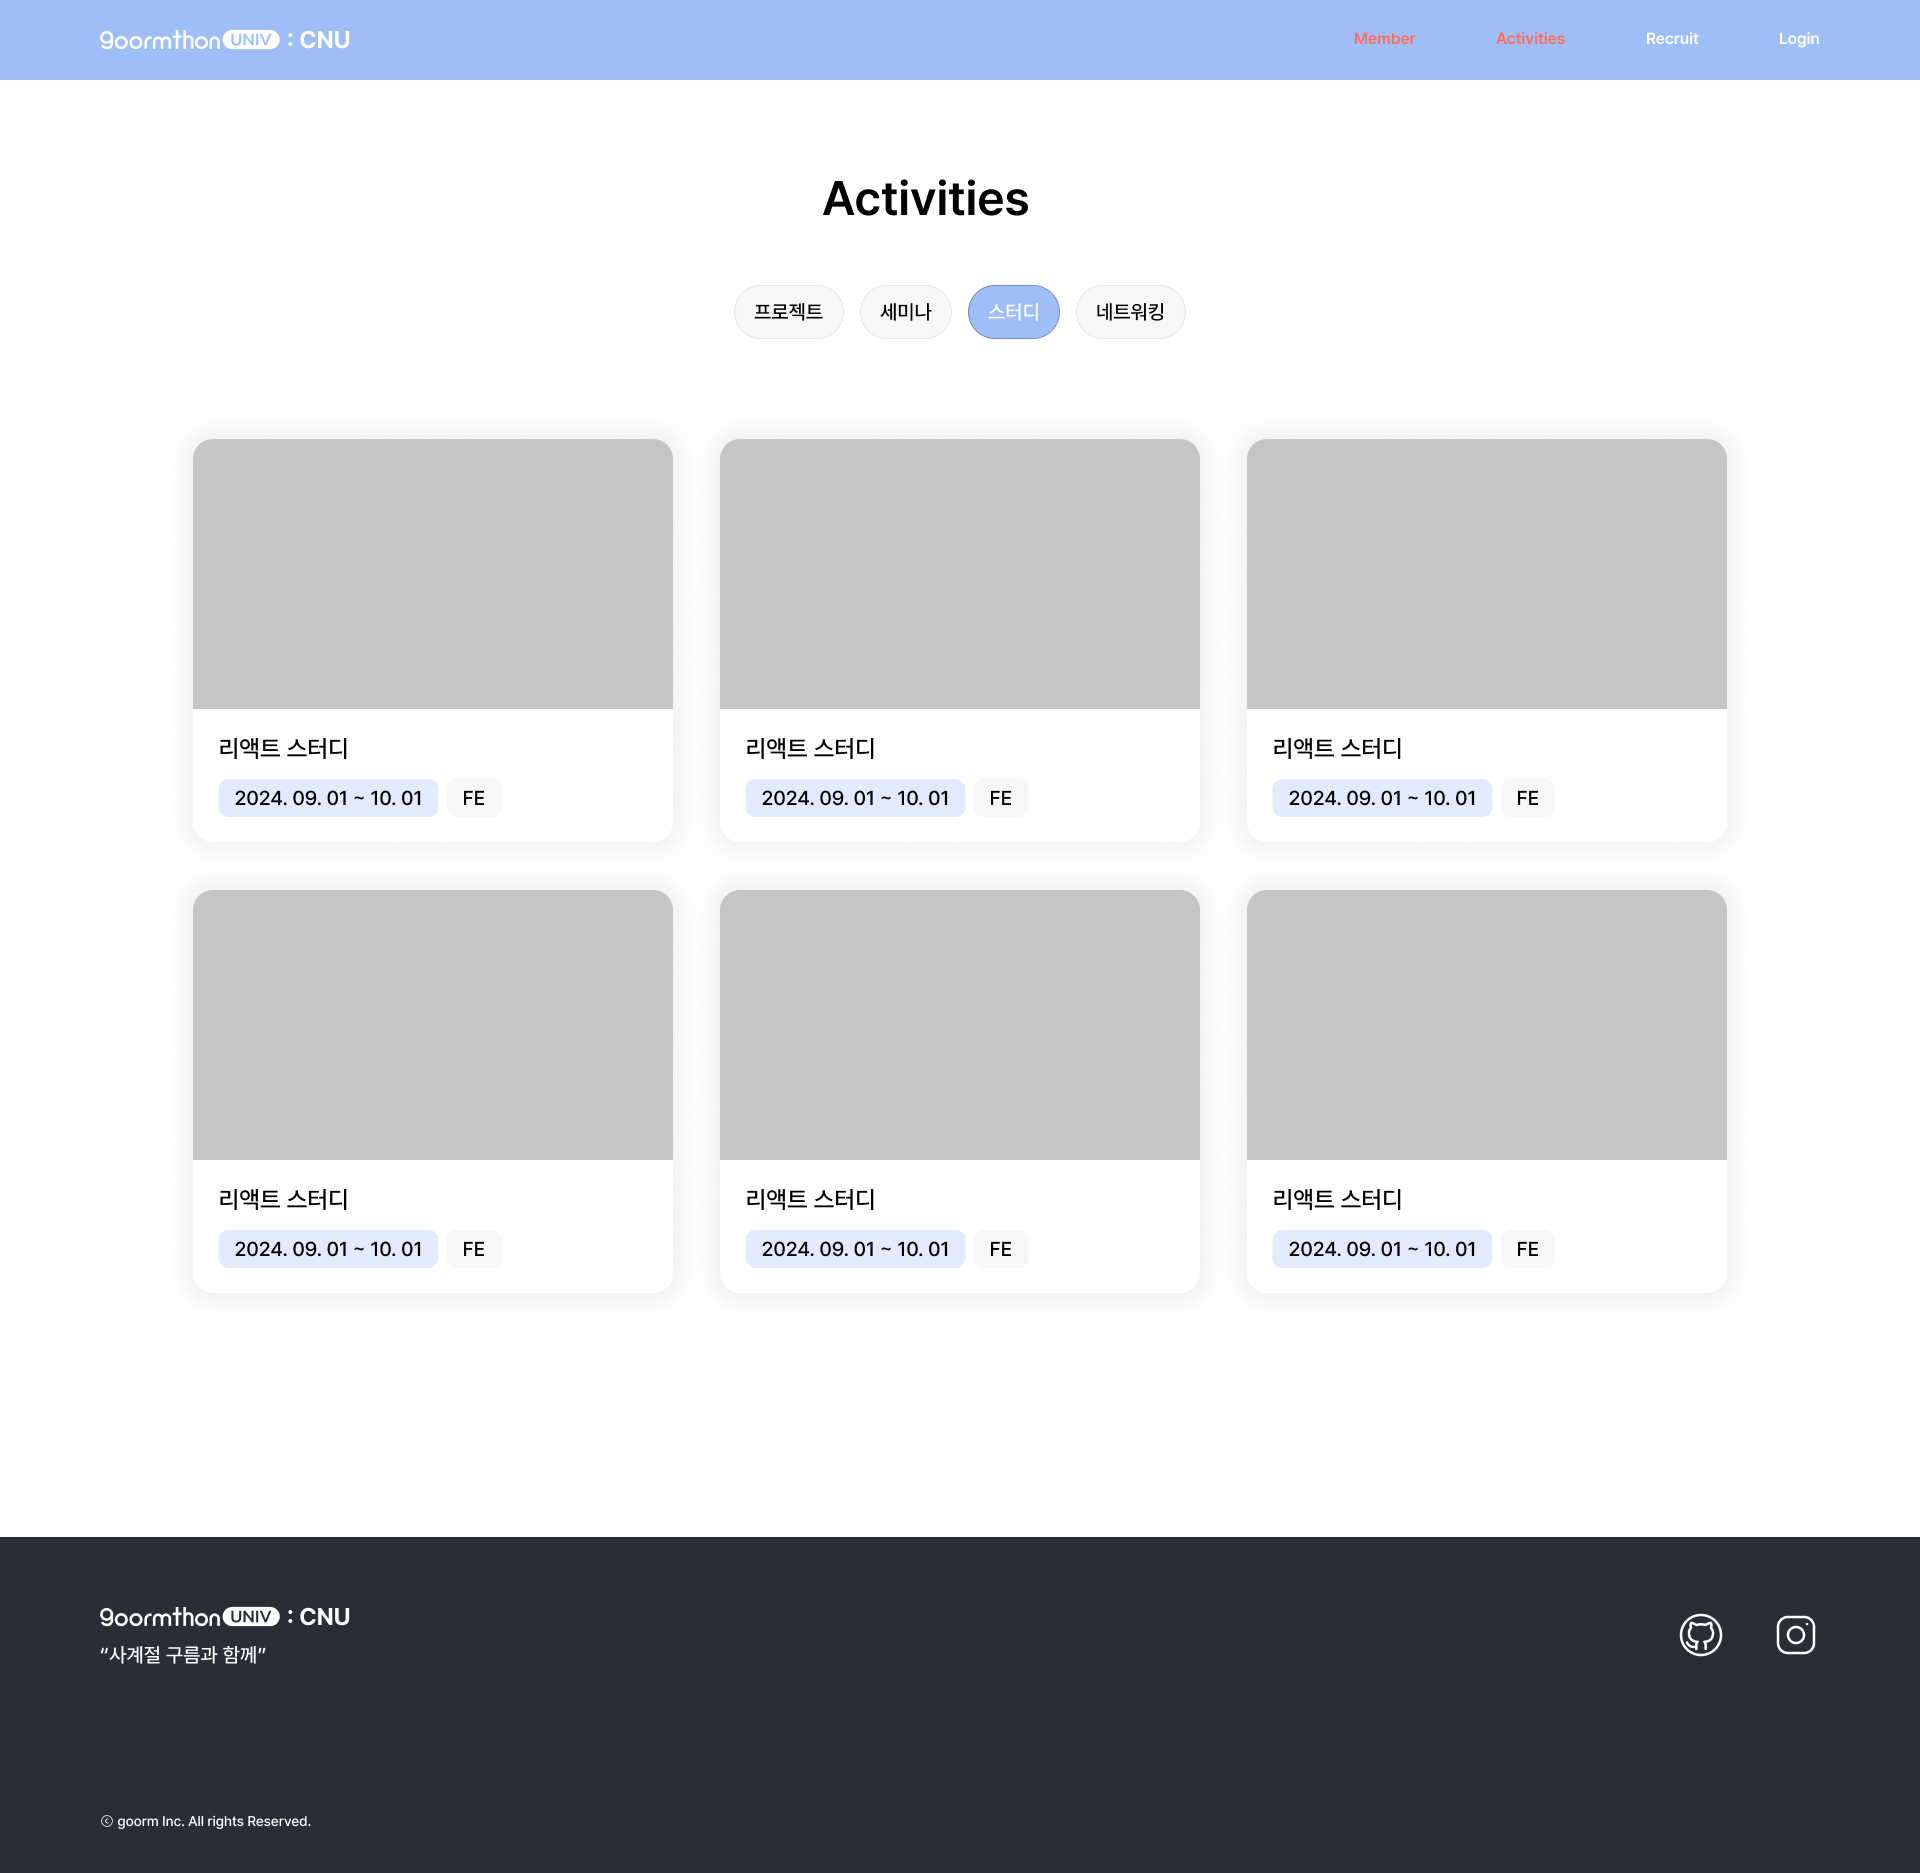 goormthon UNIV : CNU
Member Activities Recruit Login
Activities
프로젝트 세미나 스터디 네트워킹
리액트 스터디
2024. 09. 01 ~ 10. 01 FE
리액트 스터디
2024. 09. 01 ~ 10. 01 FE
리액트 스터디
2024. 09. 01 ~ 10. 01 FE
리액트 스터디
2024. 09. 01 ~ 10. 01 FE
리액트 스터디
2024. 09. 01 ~ 10. 01 FE
리액트 스터디
2024. 09. 01 ~ 10. 01 FE
goormthon UNIV : CNU
“사계절 구름과 함께”
ⓒ goorm Inc. All rights Reserved.